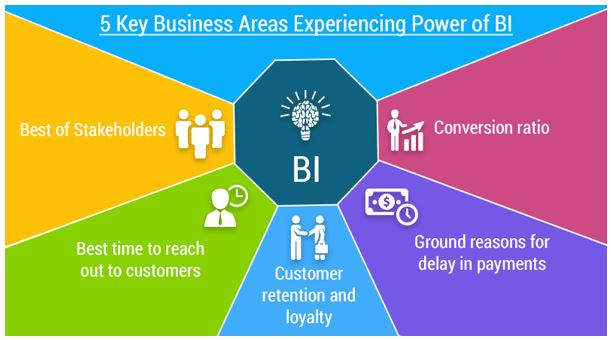 5 Key Business Areas Experiencing Power of BI
Best of Stakeholders
BI
Conversion ratio
Best time to reach
out to customers
Customer
retention and
loyalty
Ground reasons for
delay in payments